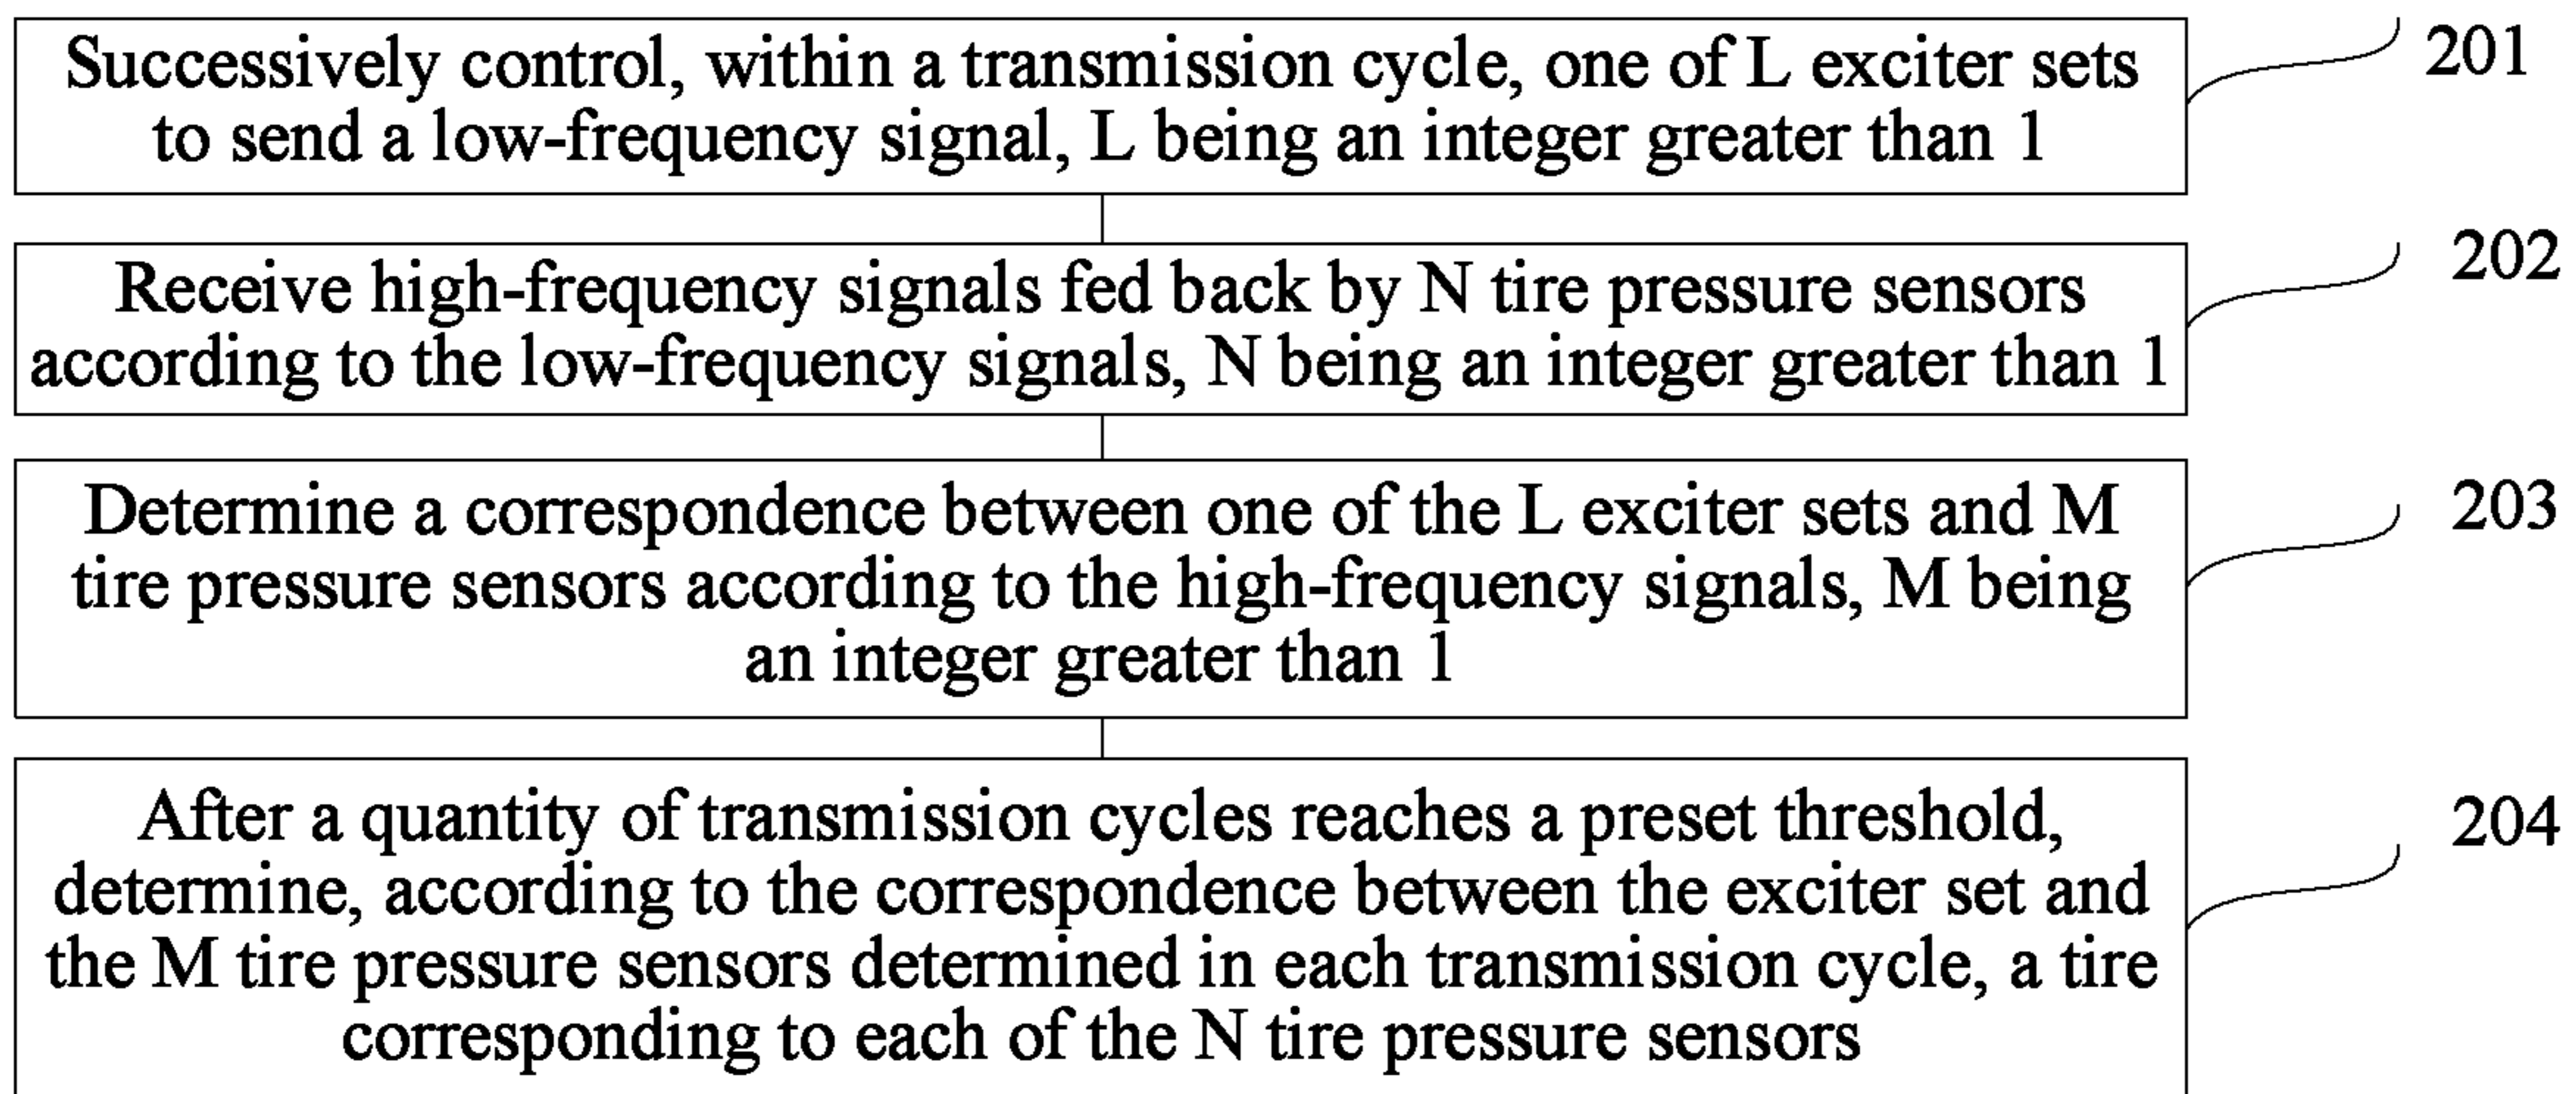 Successively control, within a transmission cycle, one of L exciter sets
to send a low-frequency signal, L being an integer greater than 1
201
Receive high-frequency signals fed back by N tire pressure sensors
according to the low-frequency signals, N being an integer greater than 1
202
Determine a correspondence between one of the L exciter sets and M
tire pressure sensors according to the high-frequency signals, M being
an integer greater than 1
203
After a quantity of transmission cycles reaches a preset threshold,
determine, according to the correspondence between the exciter set and
the M tire pressure sensors determined in each transmission cycle, a tire
corresponding to each of the N tire pressure sensors
204